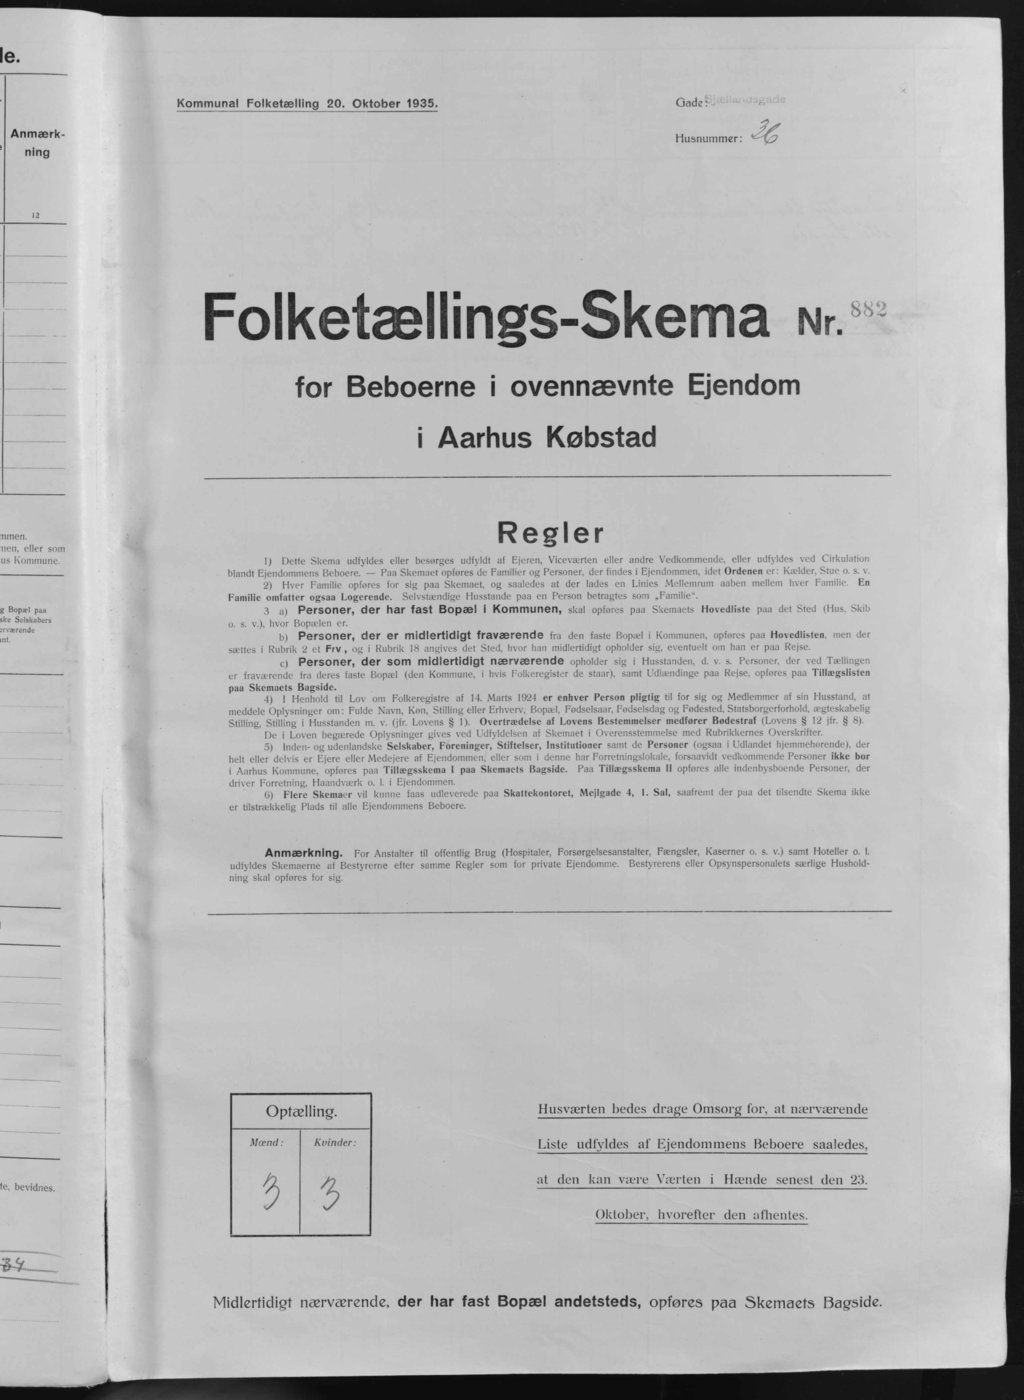 le.
Anmærk-
ning
12
mmen.
men, eller som
us Kommune.
g Bopæl paa
ske Selskabers
erværende
mt.
te, bevidnes.
34
Kommunal Folketælling 20. Oktober 1935.
Gade: Sjællandsgade
Husnummer: 36
Folketællings-Skema Nr. 882
for Beboerne i ovennævnte Ejendom
i Aarhus Købstad
Regler
1) Dette Skema udfyldes eller besørges udfyldt af Ejeren, Viceværten eller andre Vedkommende, eller udfyldes ved Cirkulation
blandt Ejendommens Beboere. — Paa Skemaet opføres de Familier og Personer, der findes i Ejendommen, idet Ordenen er: Kælder, Stue o. s. v.
2) Hver Familie opføres for sig paa Skemaet, og saaledes at der lades en Linies Mellemrum aaben mellem hver Familie. En
Familie omfatter ogsaa Logerende. Selvstændige Husstande paa en Person betragtes som „Familie“.
3 a) Personer, der har fast Bopæl i Kommunen, skal opføres paa Skemaets Hovedliste paa det Sted (Hus, Skib
o. s. v.), hvor Bopælen er.
b) Personer, der er midlertidigt fraværende fra den faste Bopæl i Kommunen, opføres paa Hovedlisten, men der
sættes i Rubrik 2 et Frv., og i Rubrik 18 angives det Sted, hvor han midlertidigt opholder sig, eventuelt om han er paa Rejse.
c) Personer, der som midlertidigt nærværende opholder sig i Husstanden, d. v. s. Personer, der ved Tællingen
er fraværende fra deres faste Bopæl (den Kommune, i hvis Folkeregister de staar), samt Udlændinge paa Rejse, opføres paa Tillægslisten
paa Skemaets Bagside.
4) I Henhold til Lov om Folkeregistre af 14. Marts 1924 er enhver Person pligtig til for sig og Medlemmer af sin Husstand, at
meddele Oplysninger om: Fulde Navn, Køn, Stilling eller Erhverv, Bopæl, Fødselsaar, Fødselsdag og Fødested, Statsborgerforhold, ægteskabelig
Stilling, Stilling i Husstanden m. v. (jfr. Lovens § 1). Overtrædelse af Lovens Bestemmelser medfører Bødestraf (Lovens § 12 jfr. § 8).
De i Loven begærede Oplysninger gives ved Udfyldelsen af Skemaet i Overensstemmelse med Rubrikkernes Overskrifter.
5) Inden- og udenlandske Selskaber, Foreninger, Stiftelser, Institutioner samt de Personer (ogsaa i Udlandet hjemmehørende), der
helt eller delvis er Ejere eller Medejere af Ejendommen, eller som i denne har Forretningslokale, forsaavidt vedkommende Personer ikke bor
i Aarhus Kommune, opføres paa Tillægsskema I paa Skemaets Bagside. Paa Tillægsskema II opføres alle indenbysboende Personer, der
driver Forretning, Haandværk o. l. i Ejendommen.
6) Flere Skemaer vil kunne faas udleverede paa Skattekontoret, Mejlgade 4, 1. Sal, saafremt der paa det tilsendte Skema ikke
er tilstrækkelig Plads til alle Ejendommens Beboere.
Anmærkning. For Anstalter til offentlig Brug (Hospitaler, Forsørgelsesanstalter, Fængsler, Kaserner o. s. v.) samt Hoteller o. l.
udfyldes Skemaerne af Bestyrerne efter samme Regler som for private Ejendomme. Bestyrerens eller Opsynspersonalets særlige Hushold-
ning skal opføres for sig.
Optælling.
Mænd: Kvinder:
3 3
Husværten bedes drage Omsorg for, at nærværende
Liste udfyldes af Ejendommens Beboere saaledes,
at den kan være Værten i Hænde senest den 23.
Oktober, hvorefter den afhentes.
Midlertidigt nærværende, der har fast Bopæl andetsteds, opføres paa Skemaets Bagside.